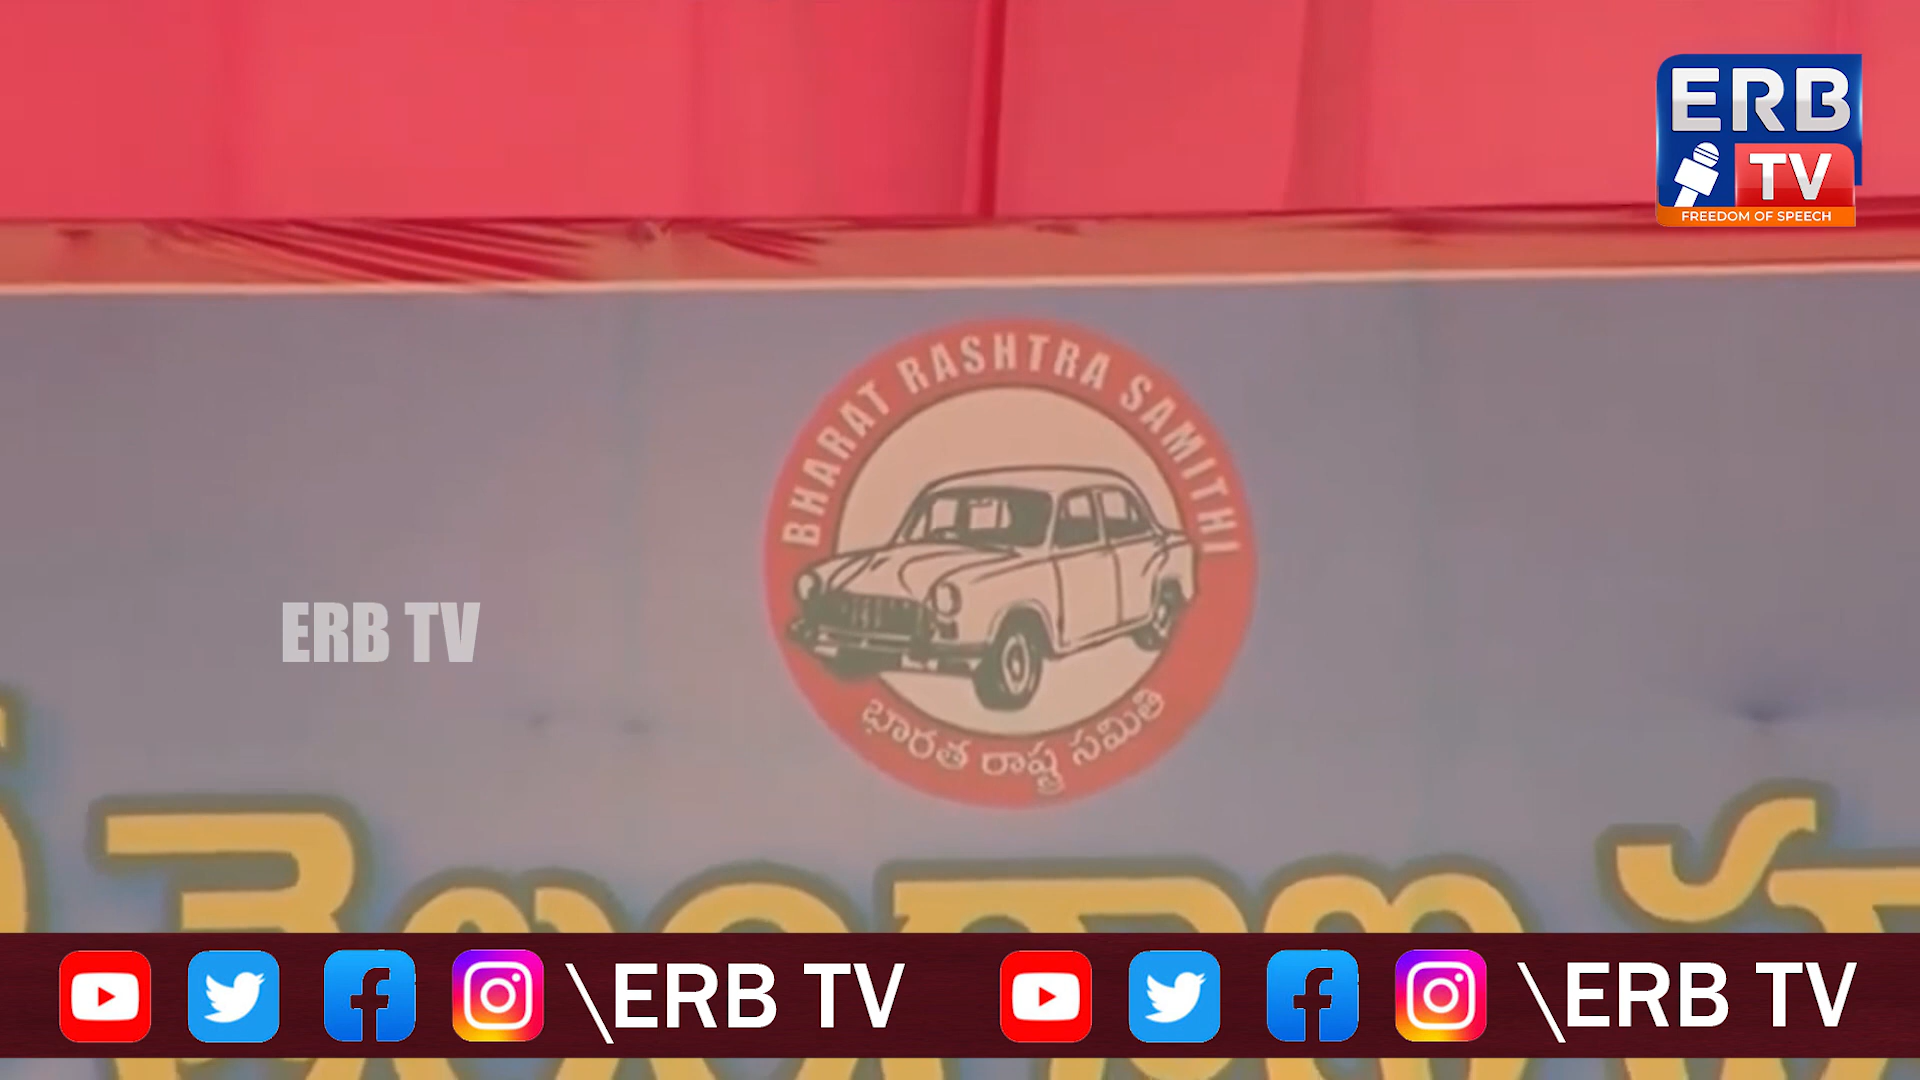 ERB
TV
FREEDOM OF SPEECH
BHARAT RASHTRA SAMITHI
భారత రాష్ట్ర సమితి
ERB TV
\ERB TV
\ERB TV